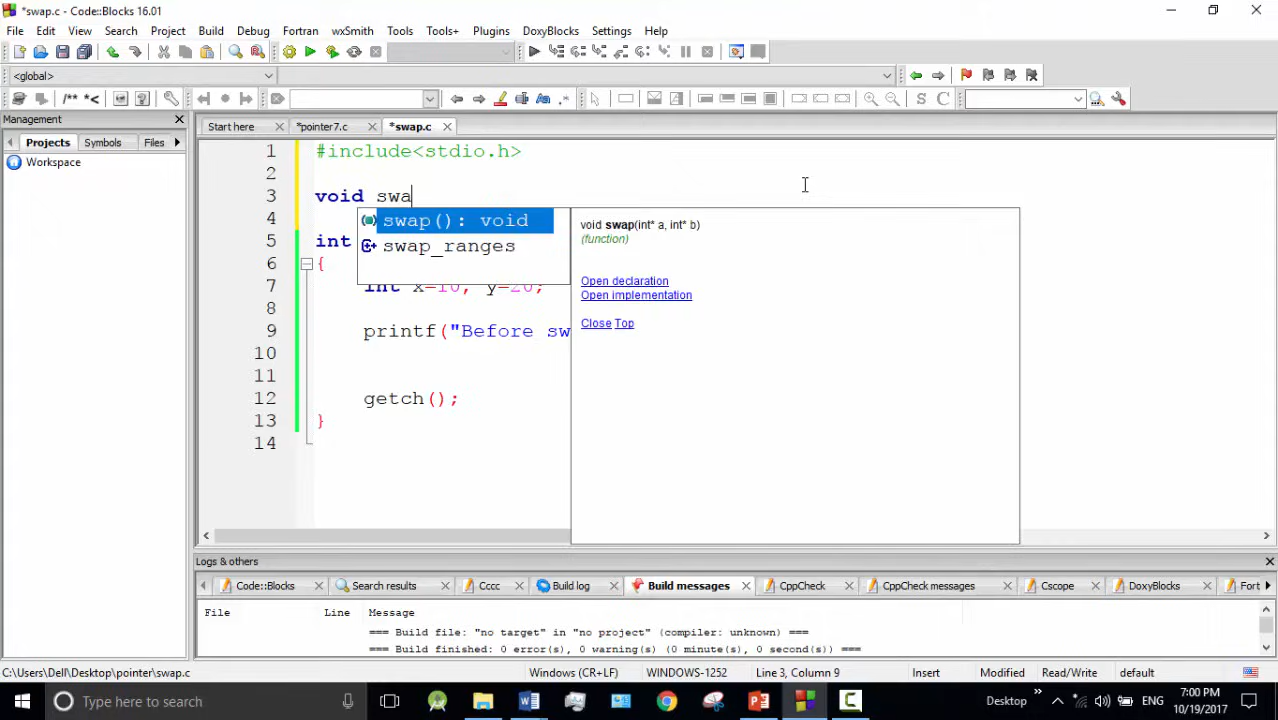 *swap.c - Code::Blocks 16.01
File Edit View Search Project Build Debug Fortran wxSmith Tools Tools+ Plugins DoxyBlocks Settings Help
<global>
/** *<
.*
S C
Management
Start here *pointer7.c *swap.c
Projects Symbols Files
Workspace
1 #include<stdio.h>
2
3 void swa
4
swap(): void
swap_ranges
void swap(int* a, int* b)
(function)
Open declaration
Open implementation
Close Top
5 int
6 {
7 int x=10, y=20;
8
9 printf("Before sw
10
11
12 getch();
13 }
14
Logs & others
Code::Blocks Search results Cccc Build log Build messages CppCheck CppCheck messages Cscope DoxyBlocks Fort
File Line Message
=== Build file: "no target" in "no project" (compiler: unknown) ===
=== Build finished: 0 error(s), 0 warning(s) (0 minute(s), 0 second(s)) ===
C:\Users\Dell\Desktop\pointer\swap.c Windows (CR+LF) WINDOWS-1252 Line 3, Column 9 Insert Modified Read/Write default
Type here to search
Desktop
ENG
7:00 PM
10/19/2017